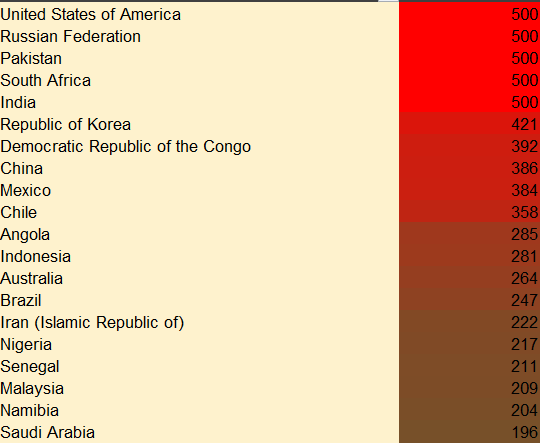 United States of America 500
Russian Federation 500
Pakistan 500
South Africa 500
India 500
Republic of Korea 421
Democratic Republic of the Congo 392
China 386
Mexico 384
Chile 358
Angola 285
Indonesia 281
Australia 264
Brazil 247
Iran (Islamic Republic of) 222
Nigeria 217
Senegal 211
Malaysia 209
Namibia 204
Saudi Arabia 196